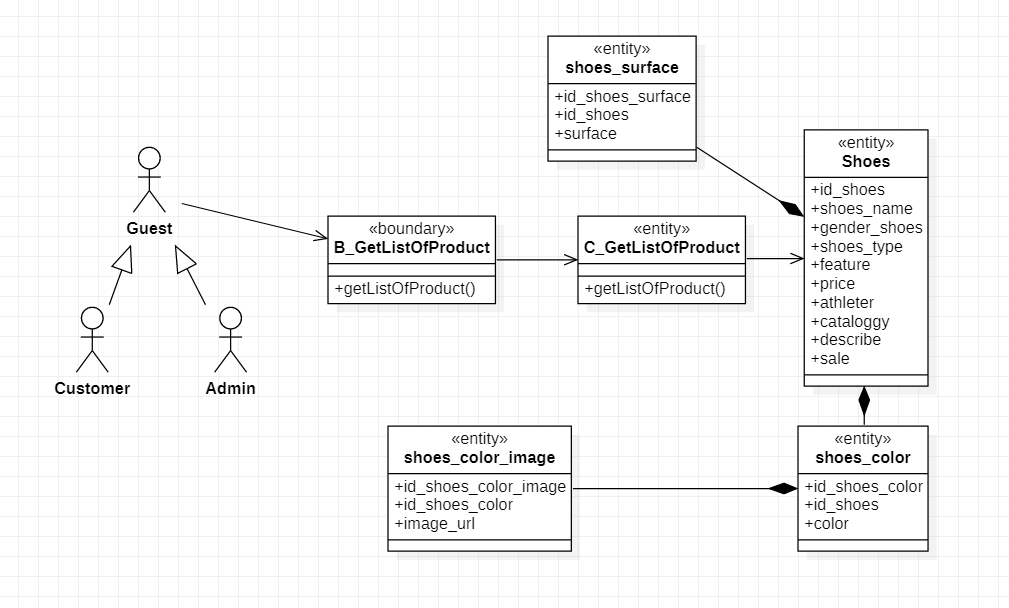 «entity»
shoes_surface
+id_shoes_surface
+id_shoes
+surface
«entity»
Shoes
+id_shoes
+shoes_name
+gender_shoes
+shoes_type
+feature
+price
+athleter
+cataloggy
+describe
+sale
Guest
«boundary»
B_GetListOfProduct
+getListOfProduct()
«entity»
C_GetListOfProduct
+getListOfProduct()
Customer
Admin
«entity»
shoes_color_image
+id_shoes_color_image
+id_shoes_color
+image_url
«entity»
shoes_color
+id_shoes_color
+id_shoes
+color